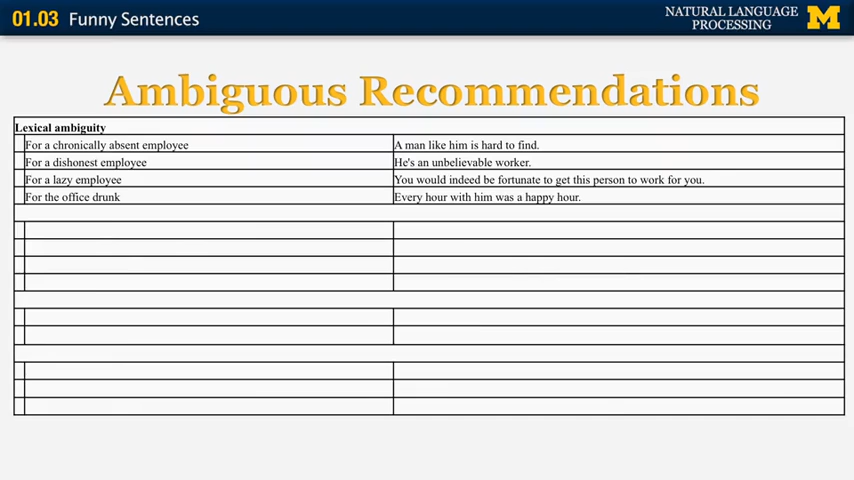 01.03 Funny Sentences
NATURAL LANGUAGE
PROCESSING
M
Ambiguous Recommendations
Lexical ambiguity
For a chronically absent employee A man like him is hard to find.
For a dishonest employee He's an unbelievable worker.
For a lazy employee You would indeed be fortunate to get this person to work for you.
For the office drunk Every hour with him was a happy hour.